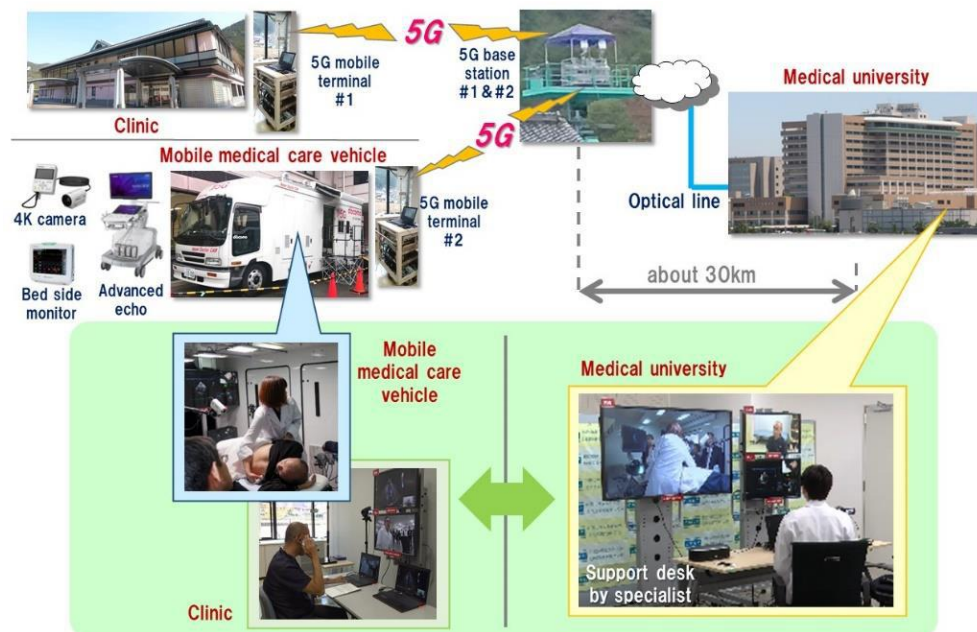 5G
5G mobile
terminal
#1
5G base
station
#1 & #2
Medical university
Clinic
5G
Mobile medical care vehicle
4K camera
5G mobile
terminal
#2
Optical line
Bed side
monitor
Advanced
echo
about 30km
Mobile
medical care
vehicle
Medical university
Clinic
Support desk
by specialist